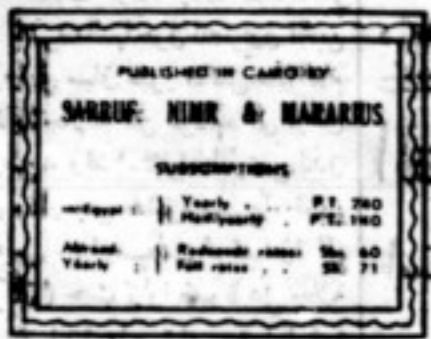 PUBLISHED IN CAIRO BY
SARRUF: NIMR & MAKARIUS
SUBSCRIPTIONS
Yearly . . . P.T. 240
Half-yearly . P.T. 140
Abroad: Reduced rates: Sh. 60
Yearly : Full rates . . Sh. 71